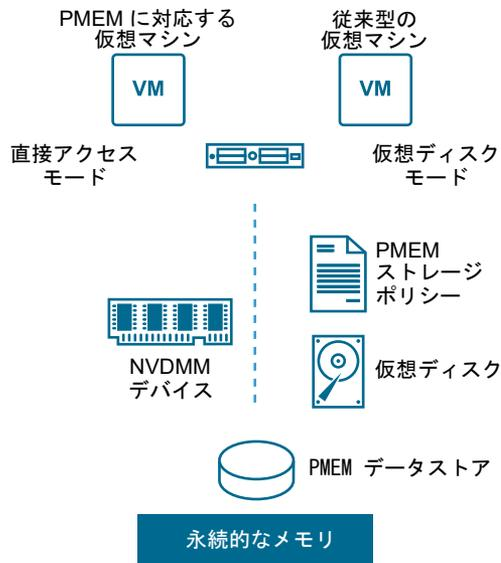 PMEM に対応する
仮想マシン
従来型の
仮想マシン
VM
VM
直接アクセス
モード
仮想ディスク
モード
PMEM
ストレージ
ポリシー
NVDMM
デバイス
仮想ディスク
PMEM データストア
永続的なメモリ